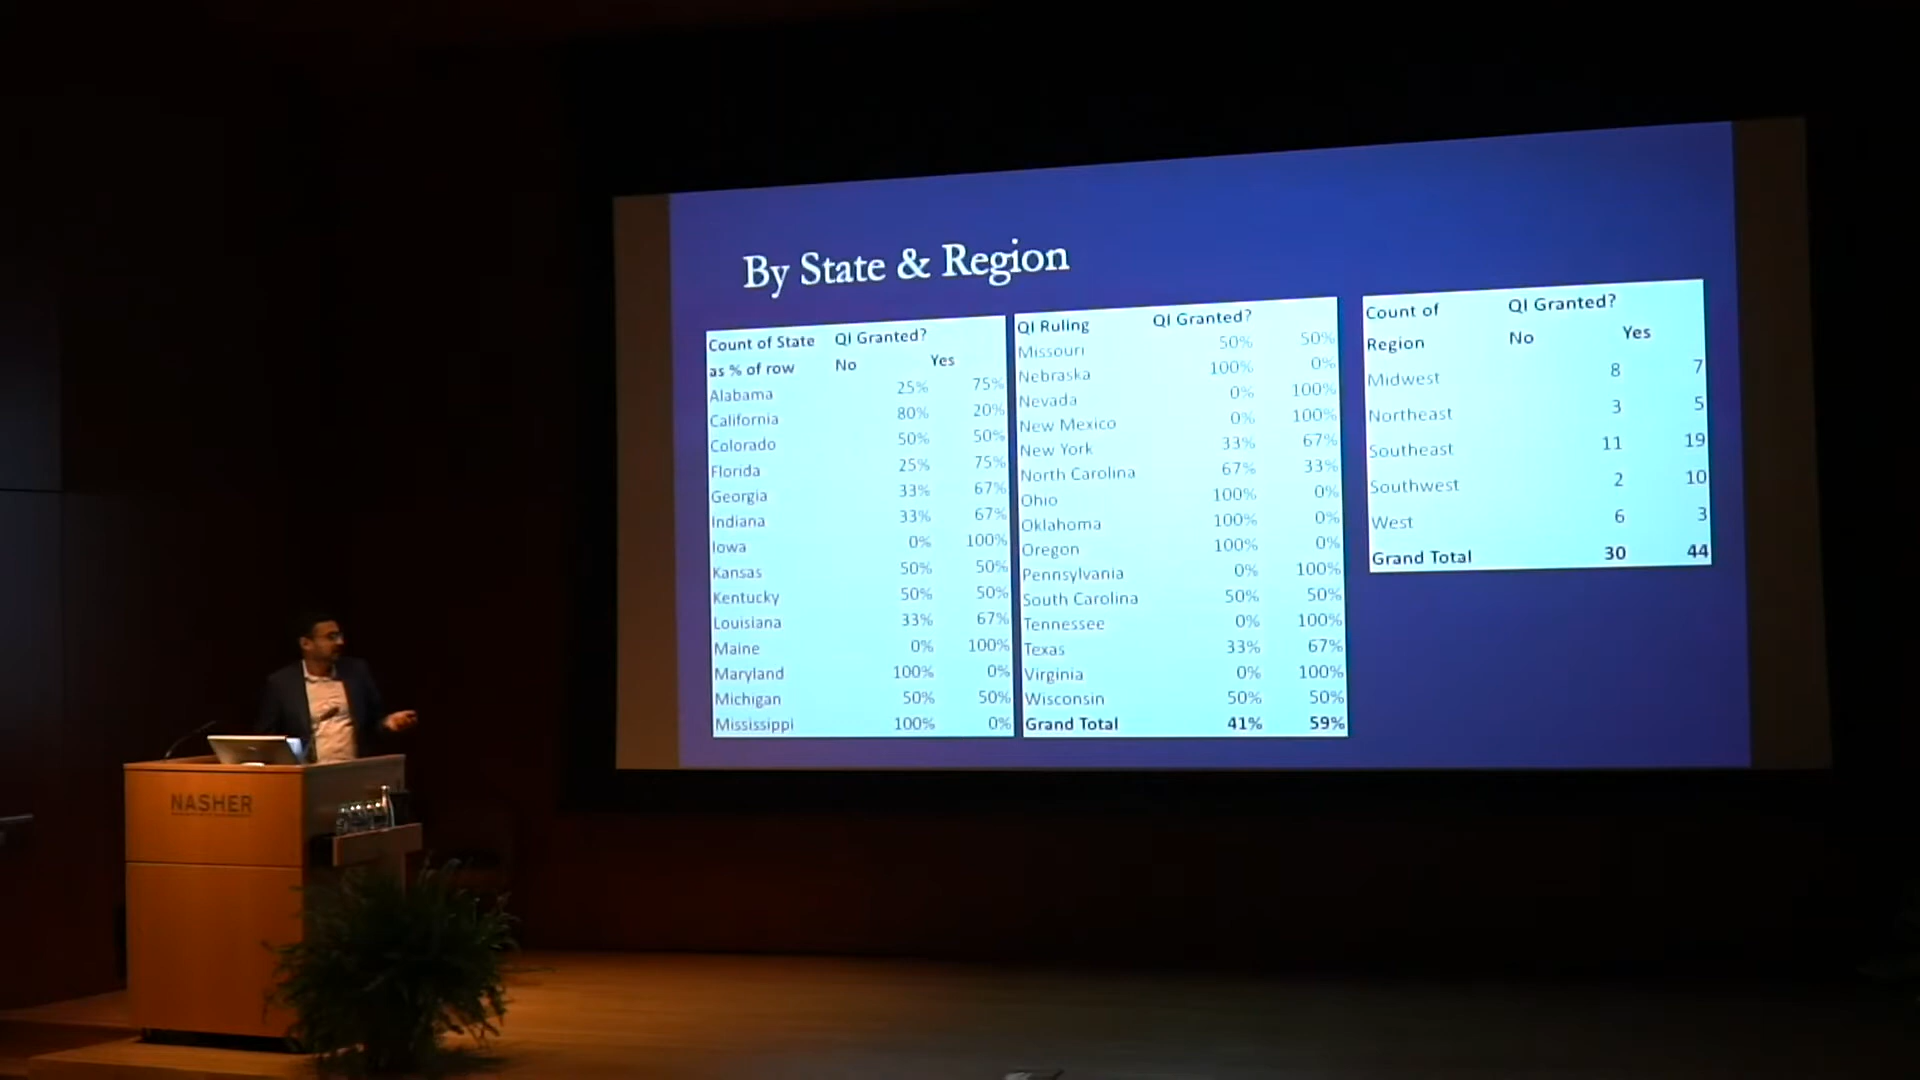 By State & Region
Count of State QI Granted?
as % of row No Yes
Alabama 25% 75%
California 80% 20%
Colorado 50% 50%
Florida 25% 75%
Georgia 33% 67%
Indiana 33% 67%
Iowa 0% 100%
Kansas 50% 50%
Kentucky 50% 50%
Louisiana 33% 67%
Maine 0% 100%
Maryland 100% 0%
Michigan 50% 50%
Mississippi 100% 0%
QI Ruling QI Granted?
Missouri 50% 50%
Nebraska 100% 0%
Nevada 0% 100%
New Mexico 0% 100%
New York 33% 67%
North Carolina 67% 33%
Ohio 100% 0%
Oklahoma 100% 0%
Oregon 100% 0%
Pennsylvania 0% 100%
South Carolina 50% 50%
Tennessee 0% 100%
Texas 33% 67%
Virginia 0% 100%
Wisconsin 50% 50%
Grand Total 41% 59%
Count of QI Granted?
Region No Yes
Midwest 8 7
Northeast 3 5
Southeast 11 19
Southwest 2 10
West 6 3
Grand Total 30 44
NASHER